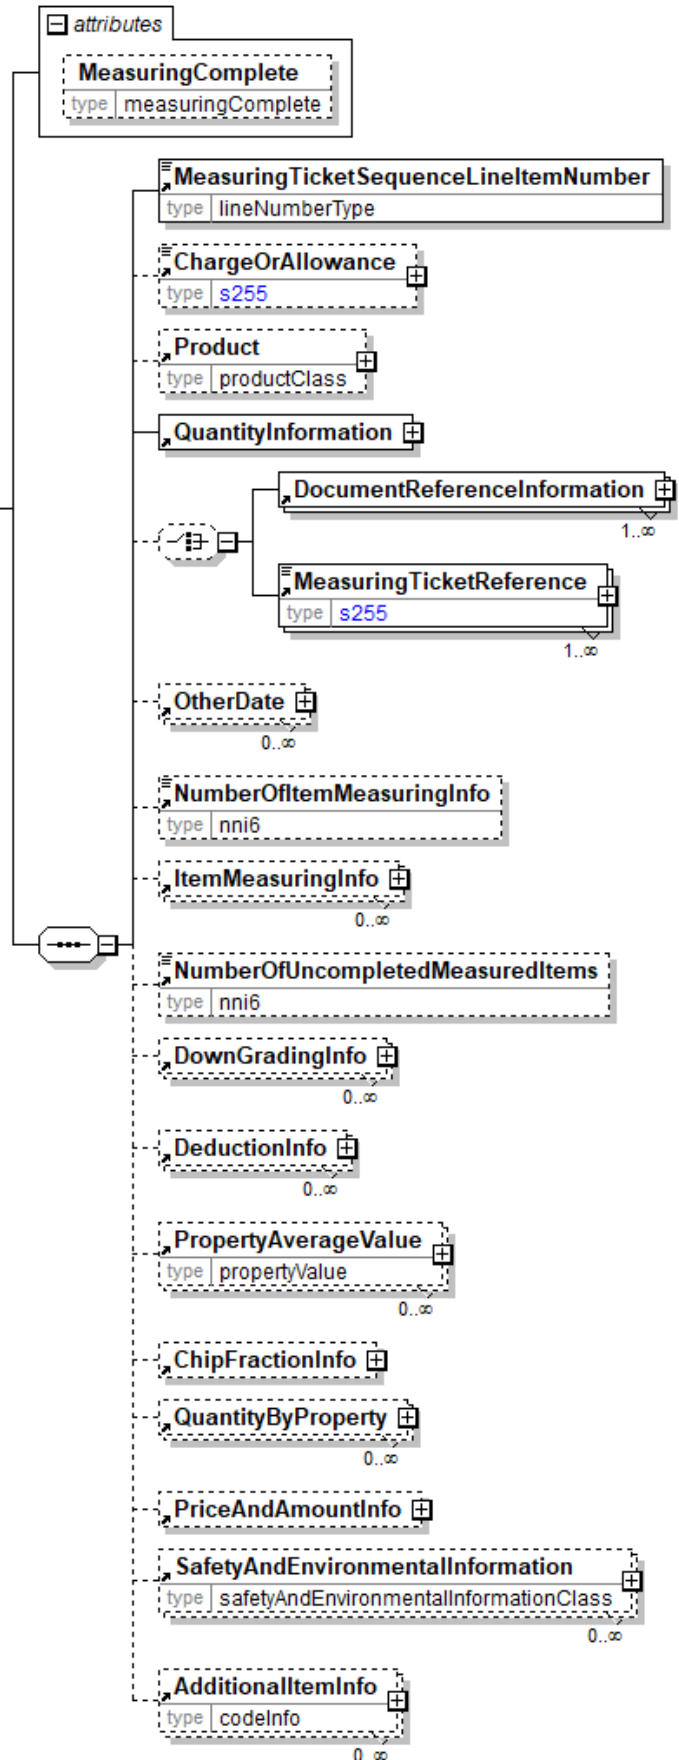 attributes
MeasuringComplete
type measuringComplete
MeasuringTicketSequenceLineItemNumber
type lineNumberType
ChargeOrAllowance
type s255
Product
type productClass
QuantityInformation
DocumentReferenceInformation
1..∞
MeasuringTicketReference
type s255
1..∞
OtherDate
0..∞
NumberOfItemMeasuringInfo
type nni6
ItemMeasuringInfo
0..∞
NumberOfUncompletedMeasuredItems
type nni6
DownGradingInfo
0..∞
DeductionInfo
0..∞
PropertyAverageValue
type propertyValue
0..∞
ChipFractionInfo
QuantityByProperty
0..∞
PriceAndAmountInfo
SafetyAndEnvironmentalInformation
type safetyAndEnvironmentalInformationClass
0..∞
AdditionalItemInfo
type codeInfo
0..∞